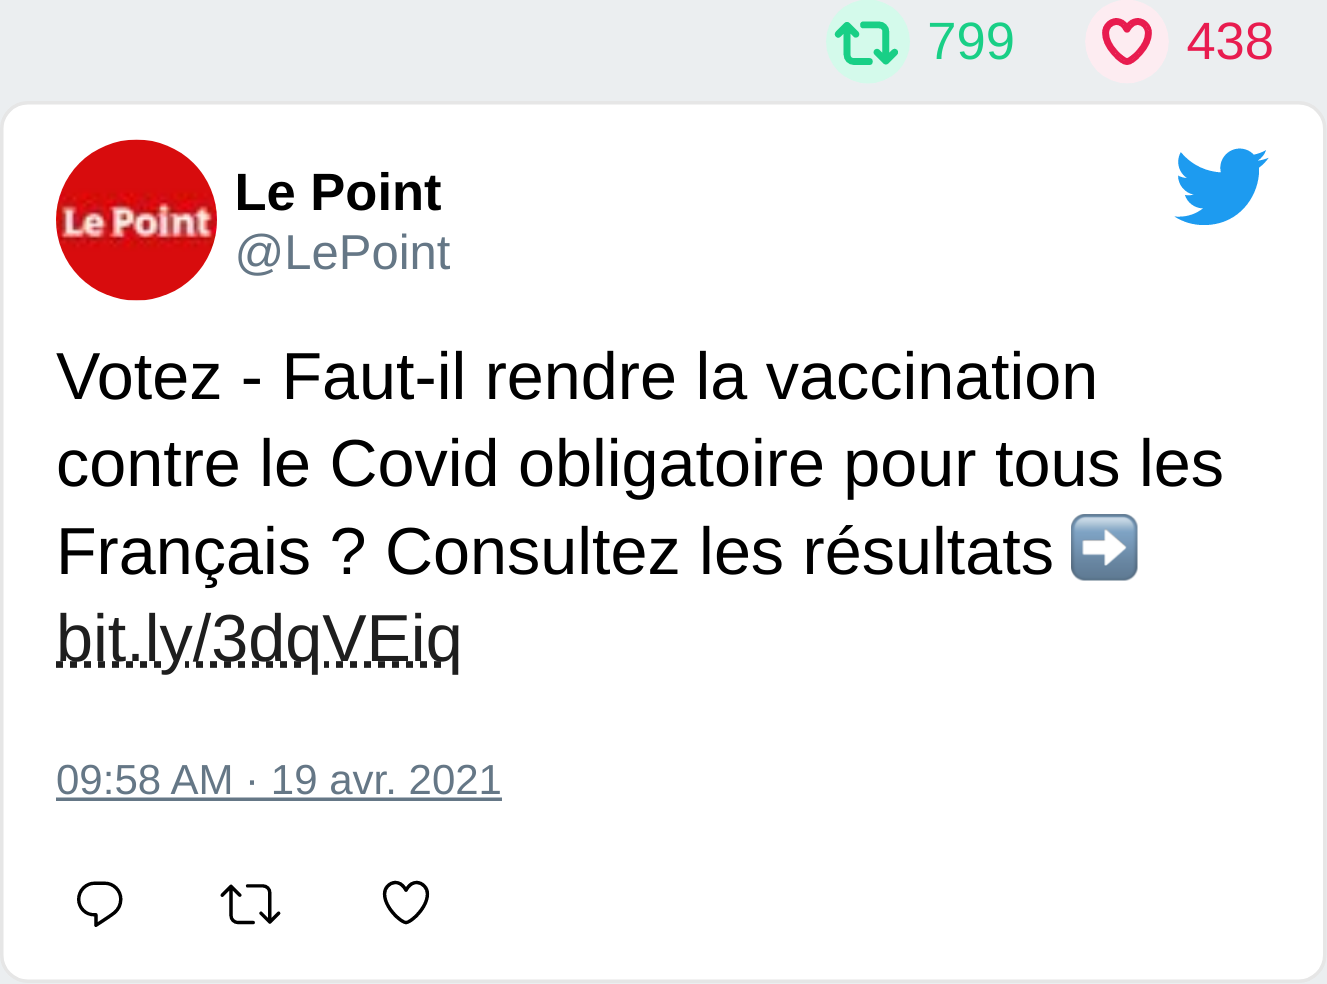 799 438
Le Point
Le Point
@LePoint
Votez - Faut-il rendre la vaccination
contre le Covid obligatoire pour tous les
Français ? Consultez les résultats ➡️
bit.ly/3dqVEiq
09:58 AM · 19 avr. 2021